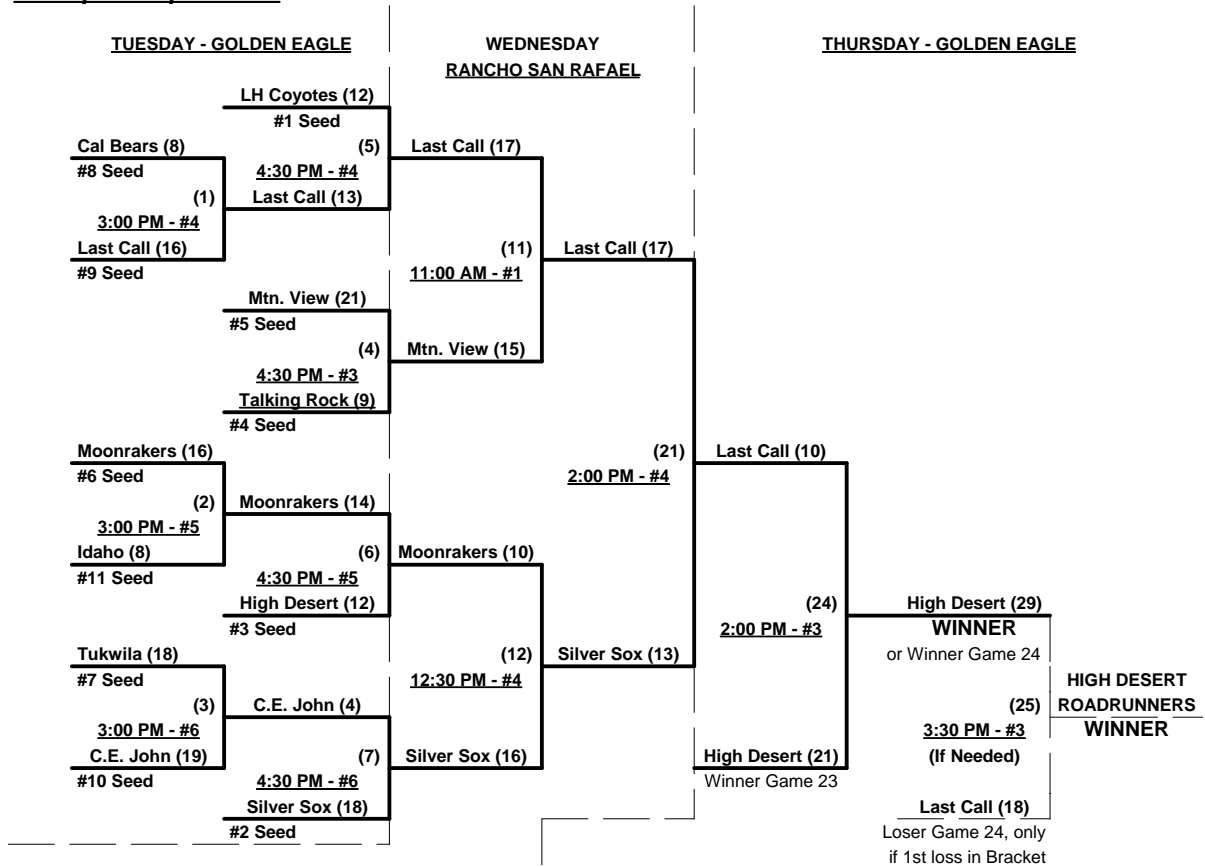 TUESDAY - GOLDEN EAGLE
WEDNESDAY
RANCHO SAN RAFAEL
THURSDAY - GOLDEN EAGLE
LH Coyotes (12)
#1 Seed
Cal Bears (8)
#8 Seed
(5)
4:30 PM - #4
Last Call (17)
(1)
3:00 PM - #4
Last Call (13)
Last Call (16)
#9 Seed
(11)
11:00 AM - #1
Last Call (17)
Mtn. View (21)
#5 Seed
(4)
4:30 PM - #3
Mtn. View (15)
Talking Rock (9)
#4 Seed
Moonrakers (16)
#6 Seed
(21)
2:00 PM - #4
Last Call (10)
(2)
3:00 PM - #5
Moonrakers (14)
Idaho (8)
#11 Seed
(6)
4:30 PM - #5
Moonrakers (10)
High Desert (12)
#3 Seed
(24)
2:00 PM - #3
High Desert (29)
WINNER
or Winner Game 24
Tukwila (18)
#7 Seed
(12)
12:30 PM - #4
Silver Sox (13)
HIGH DESERT
ROADRUNNERS
WINNER
(3)
3:00 PM - #6
C.E. John (4)
(25)
3:30 PM - #3
(If Needed)
C.E. John (19)
#10 Seed
(7)
4:30 PM - #6
Silver Sox (16)
High Desert (21)
Winner Game 23
Silver Sox (18)
#2 Seed
Last Call (18)
Loser Game 24, only
if 1st loss in Bracket